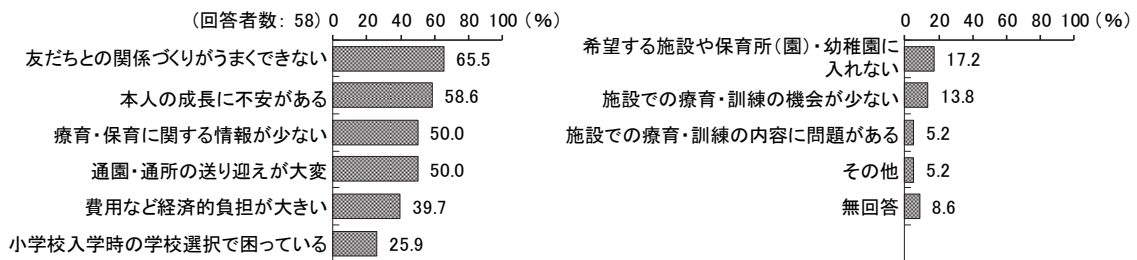 （回答者数： 58）
0 20 40 60 80 100（％）
友だちとの関係づくりがうまくできない 65.5
本人の成長に不安がある 58.6
療育・保育に関する情報が少ない 50.0
通園・通所の送り迎えが大変 50.0
費用など経済的負担が大きい 39.7
小学校入学時の学校選択で困っている 25.9
0 20 40 60 80 100（％）
希望する施設や保育所（園）・幼稚園に
入れない 17.2
施設での療育・訓練の機会が少ない 13.8
施設での療育・訓練の内容に問題がある 5.2
その他 5.2
無回答 8.6